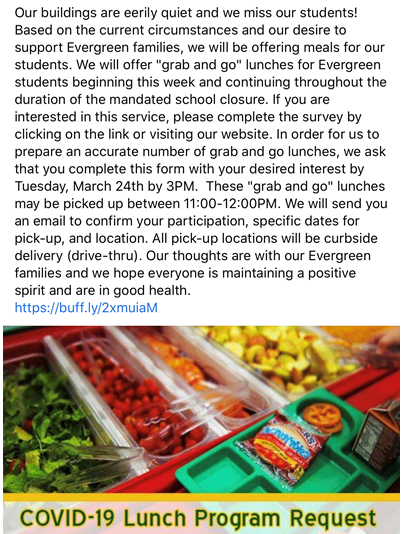 Our buildings are eerily quiet and we miss our students!
Based on the current circumstances and our desire to
support Evergreen families, we will be offering meals for our
students. We will offer "grab and go" lunches for Evergreen
students beginning this week and continuing throughout the
duration of the mandated school closure. If you are
interested in this service, please complete the survey by
clicking on the link or visiting our website. In order for us to
prepare an accurate number of grab and go lunches, we ask
that you complete this form with your desired interest by
Tuesday, March 24th by 3PM.  These "grab and go" lunches
may be picked up between 11:00-12:00PM. We will send you
an email to confirm your participation, specific dates for
pick-up, and location. All pick-up locations will be curbside
delivery (drive-thru). Our thoughts are with our Evergreen
families and we hope everyone is maintaining a positive
spirit and are in good health.
https://buff.ly/2xmuiaM
COVID-19 Lunch Program Request